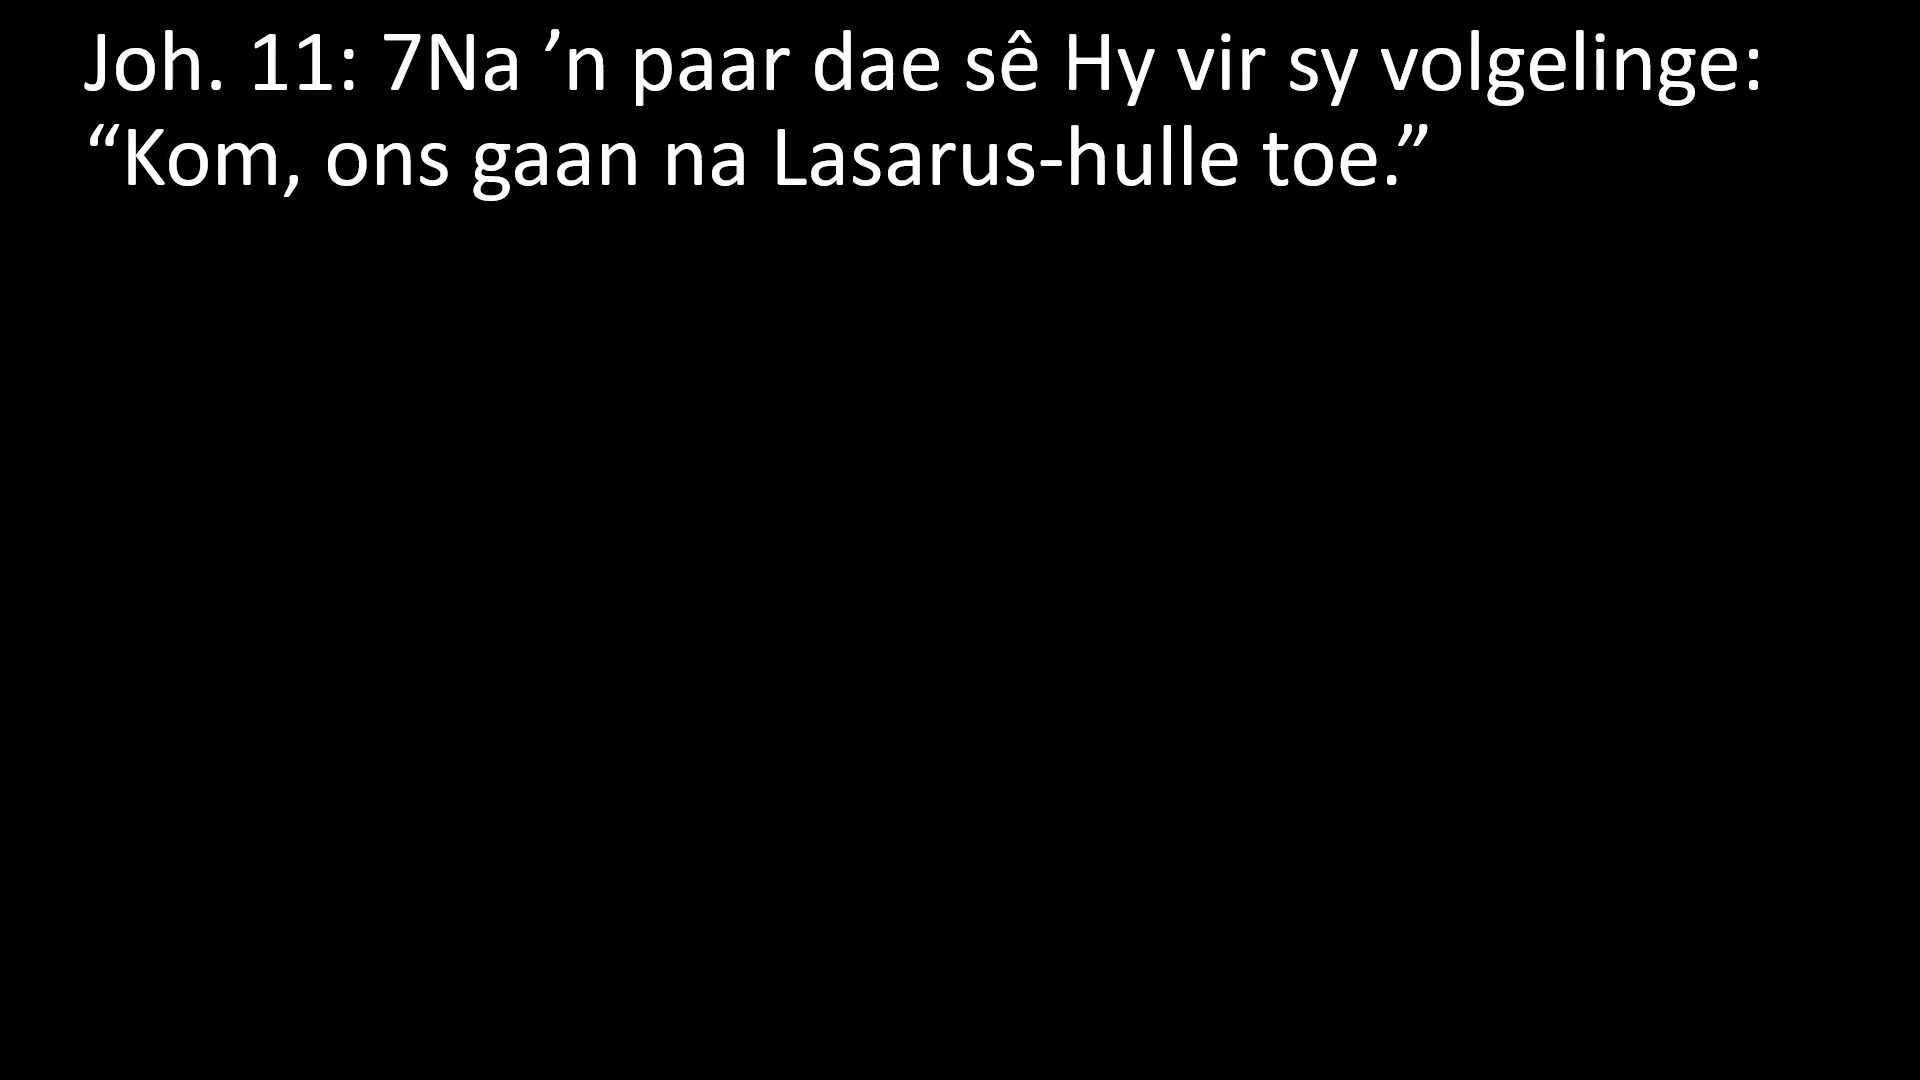 Joh. 11: 7Na ’n paar dae sê Hy vir sy volgelinge:
“Kom, ons gaan na Lasarus-hulle toe.”